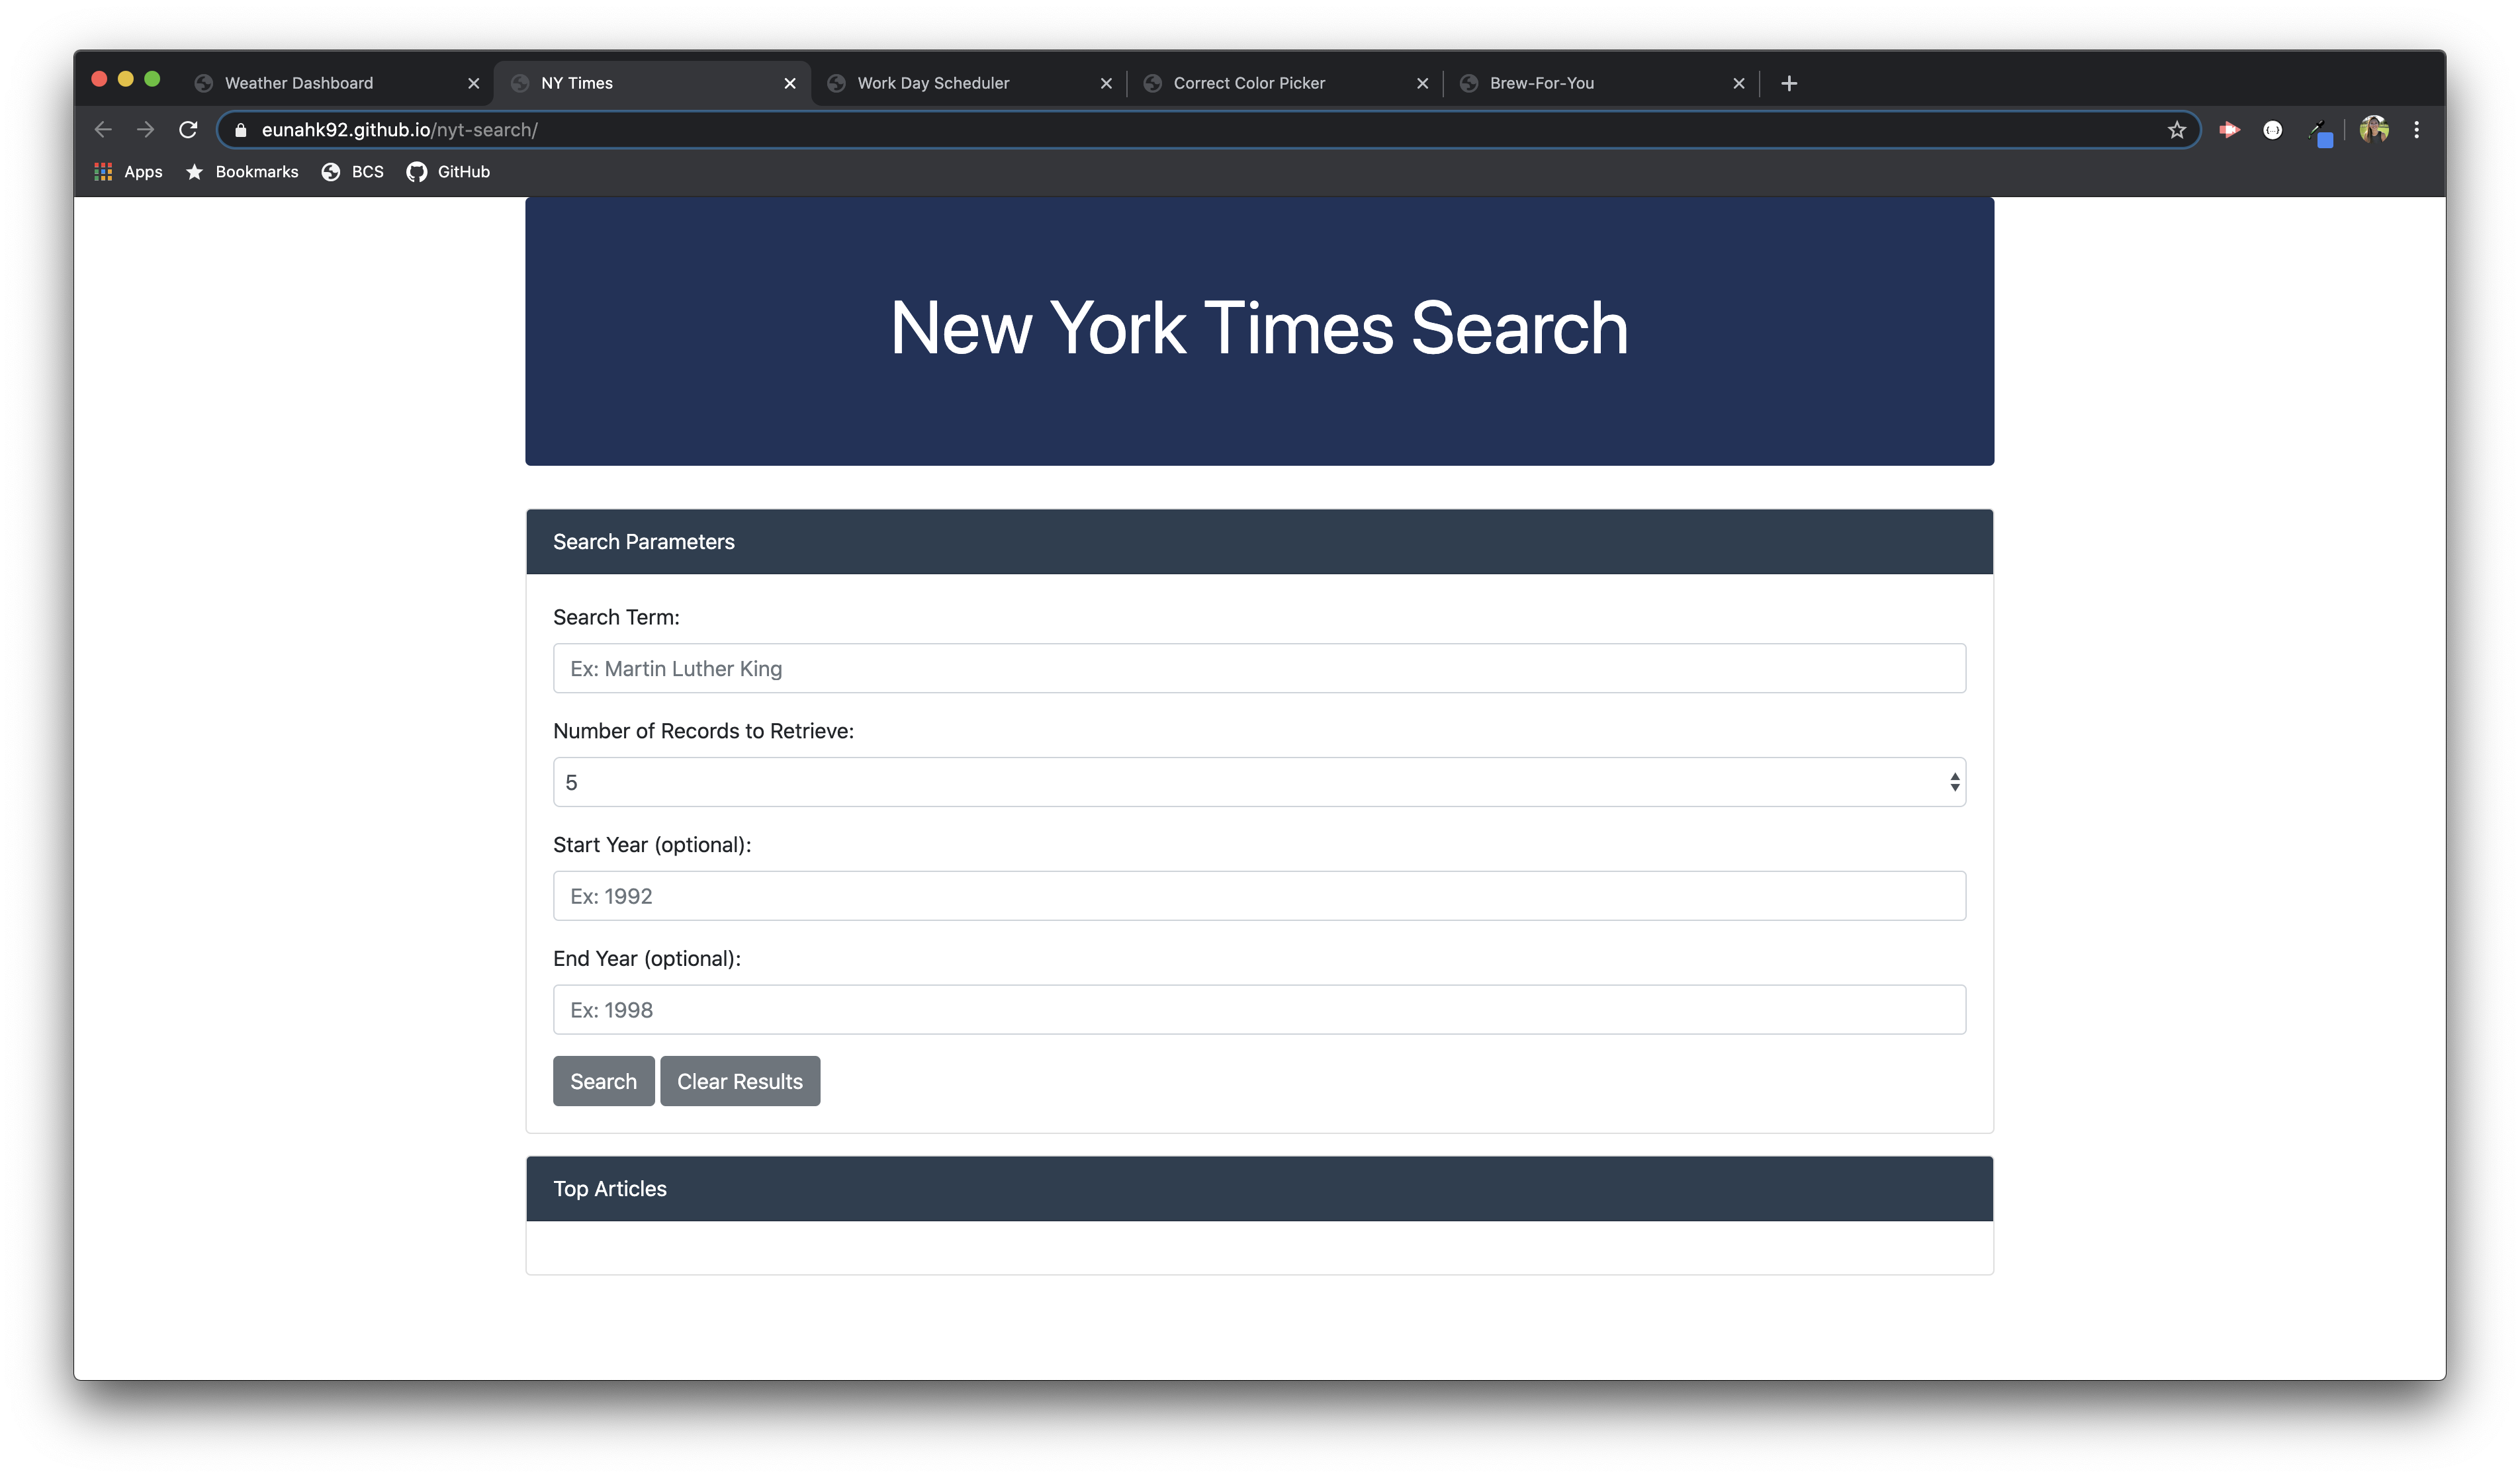 Weather Dashboard
NY Times
Work Day Scheduler
Correct Color Picker
Brew-For-You
eunahk92.github.io/nyt-search/
Apps
Bookmarks
BCS
GitHub
New York Times Search
Search Parameters
Search Term:
Ex: Martin Luther King
Number of Records to Retrieve:
5
Start Year (optional):
Ex: 1992
End Year (optional):
Ex: 1998
Search
Clear Results
Top Articles